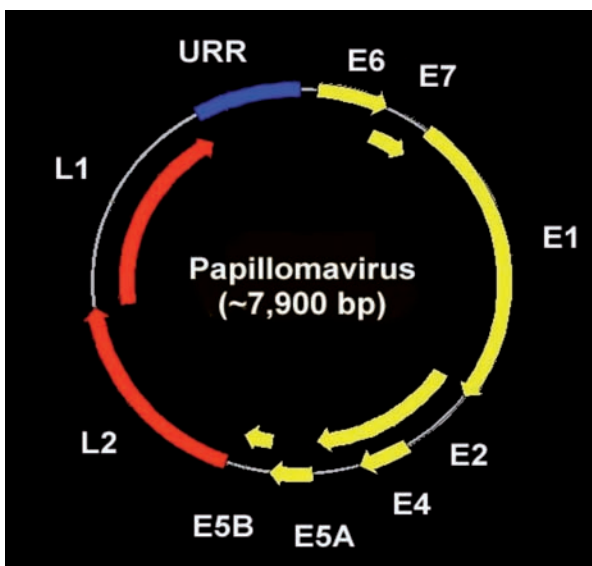 URR
E6
E7
L1
E1
Papillomavirus
(~7,900 bp)
L2
E2
E4
E5B
E5A